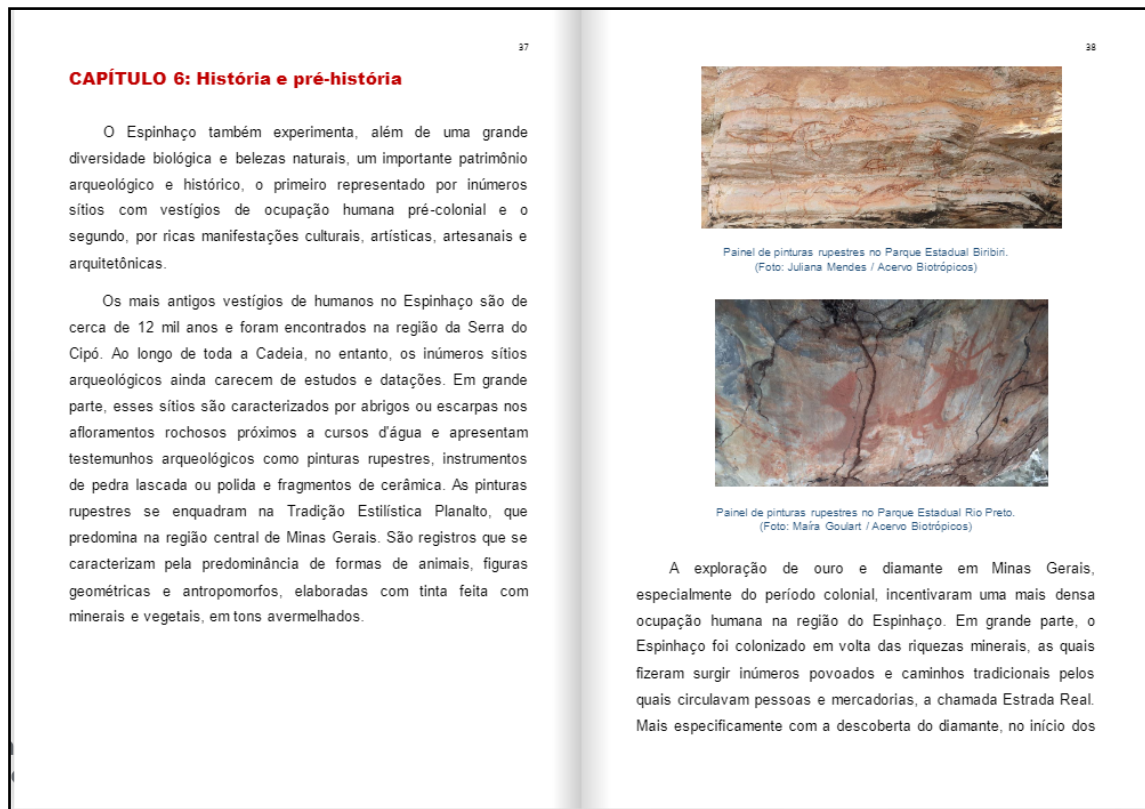 37
CAPÍTULO 6: História e pré-história
O Espinhaço também experimenta, além de uma grande
diversidade biológica e belezas naturais, um importante patrimônio
arqueológico e histórico, o primeiro representado por inúmeros
sítios com vestígios de ocupação humana pré-colonial e o
segundo, por ricas manifestações culturais, artísticas, artesanais e
arquitetônicas.
Os mais antigos vestígios de humanos no Espinhaço são de
cerca de 12 mil anos e foram encontrados na região da Serra do
Cipó. Ao longo de toda a Cadeia, no entanto, os inúmeros sítios
arqueológicos ainda carecem de estudos e datações. Em grande
parte, esses sítios são caracterizados por abrigos ou escarpas nos
afloramentos rochosos próximos a cursos d'água e apresentam
testemunhos arqueológicos como pinturas rupestres, instrumentos
de pedra lascada ou polida e fragmentos de cerâmica. As pinturas
rupestres se enquadram na Tradição Estilística Planalto, que
predomina na região central de Minas Gerais. São registros que se
caracterizam pela predominância de formas de animais, figuras
geométricas e antropomorfos, elaboradas com tinta feita com
minerais e vegetais, em tons avermelhados.
38
Painel de pinturas rupestres no Parque Estadual Biribiri.
(Foto: Juliana Mendes / Acervo Biotrópicos)
Painel de pinturas rupestres no Parque Estadual Rio Preto.
(Foto: Maíra Goulart / Acervo Biotrópicos)
A exploração de ouro e diamante em Minas Gerais,
especialmente do período colonial, incentivaram uma mais densa
ocupação humana na região do Espinhaço. Em grande parte, o
Espinhaço foi colonizado em volta das riquezas minerais, as quais
fizeram surgir inúmeros povoados e caminhos tradicionais pelos
quais circulavam pessoas e mercadorias, a chamada Estrada Real.
Mais especificamente com a descoberta do diamante, no início dos